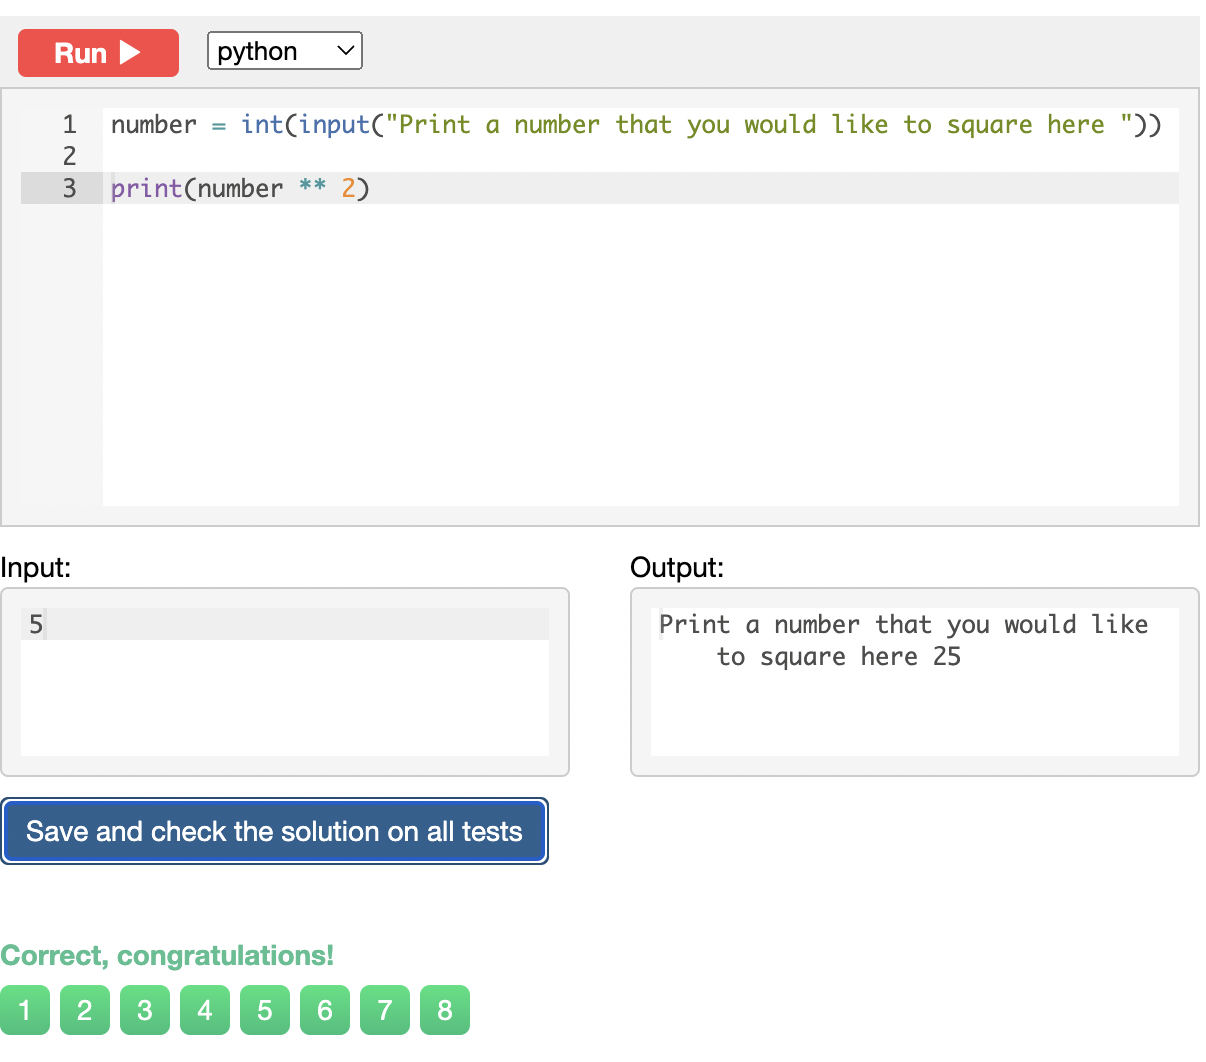 Run
python
1 number = int(input("Print a number that you would like to square here "))
2
3 print(number ** 2)
Input:
Output:
5
Print a number that you would like
to square here 25
Save and check the solution on all tests
Correct, congratulations!
1 2 3 4 5 6 7 8